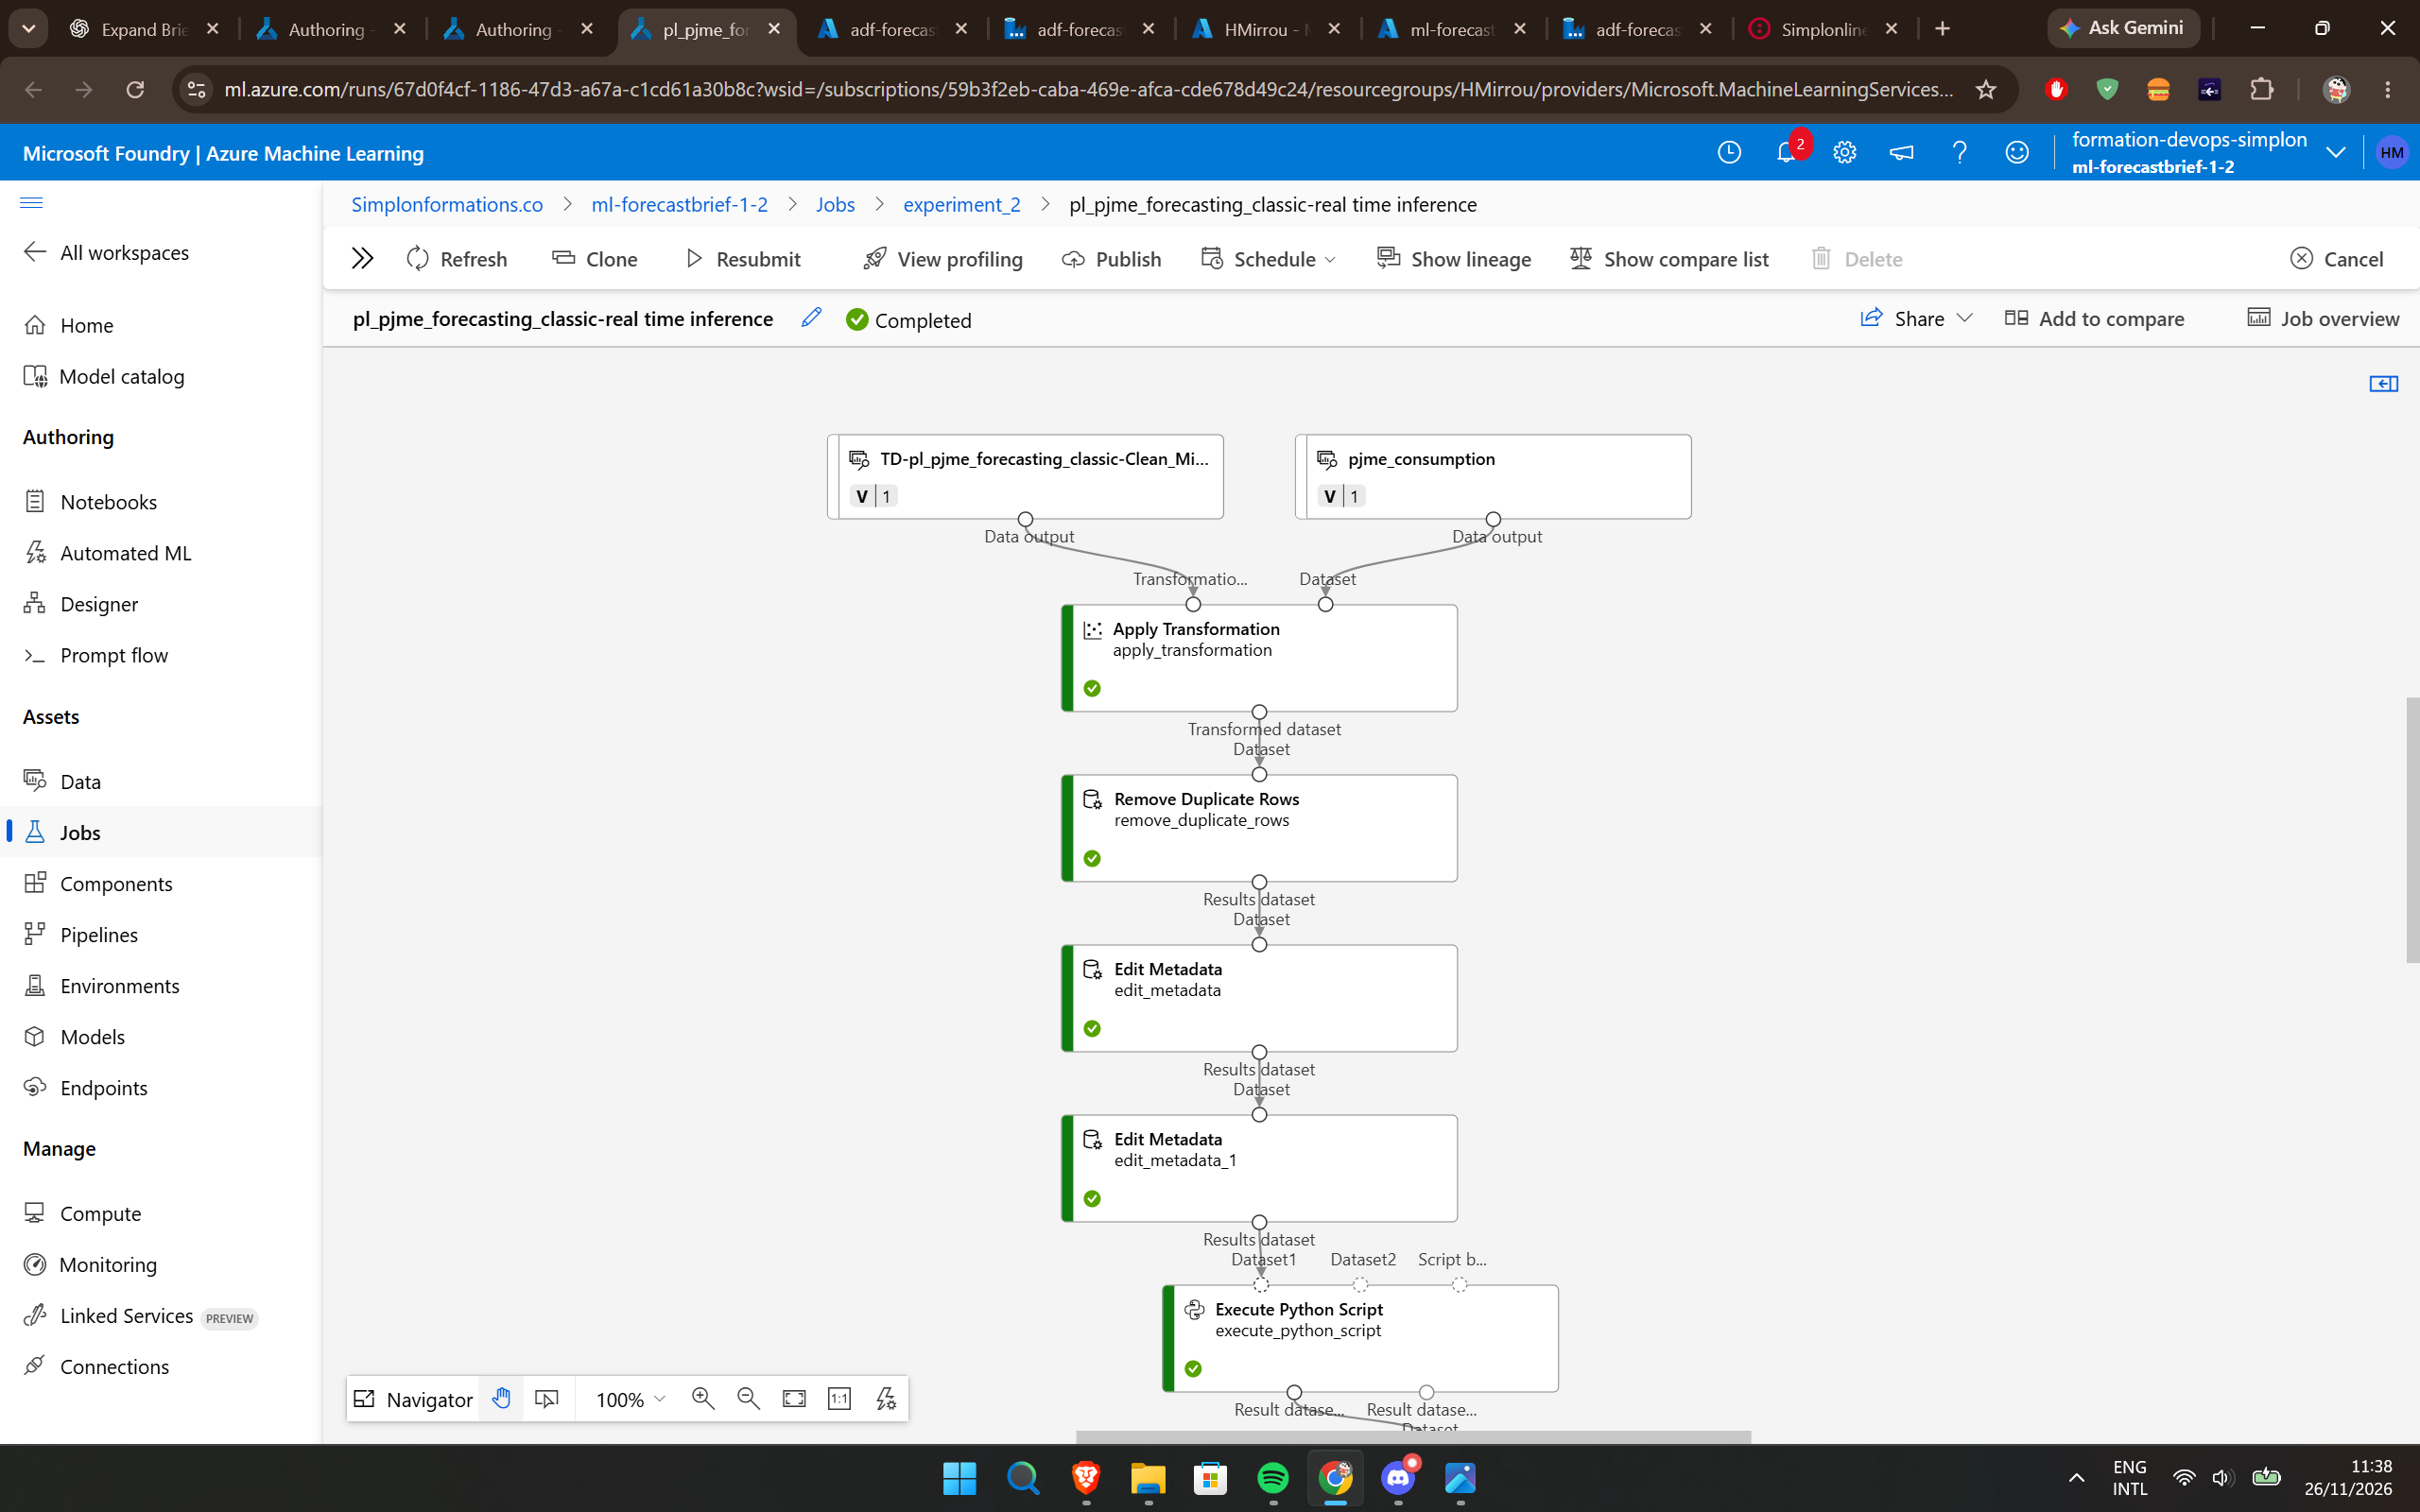 Expand Brie
Authoring -
Authoring -
pl_pjme_for
adf-forecas
adf-forecas
HMirrou - M
ml-forecast
adf-forecas
Simplonline
Ask Gemini
ml.azure.com/runs/67d0f4cf-1186-47d3-a67a-c1cd61a30b8c?wsid=/subscriptions/59b3f2eb-caba-469e-afca-cde678d49c24/resourcegroups/HMirrou/providers/Microsoft.MachineLearningServices...
Microsoft Foundry | Azure Machine Learning
2
formation-devops-simplon
ml-forecastbrief-1-2
HM
All workspaces
Home
Model catalog
Authoring
Notebooks
Automated ML
Designer
Prompt flow
Assets
Data
Jobs
Components
Pipelines
Environments
Models
Endpoints
Manage
Compute
Monitoring
Linked Services PREVIEW
Connections
Simplonformations.co > ml-forecastbrief-1-2 > Jobs > experiment_2 > pl_pjme_forecasting_classic-real time inference
Refresh
Clone
Resubmit
View profiling
Publish
Schedule
Show lineage
Show compare list
Delete
Cancel
pl_pjme_forecasting_classic-real time inference
Completed
Share
Add to compare
Job overview
TD-pl_pjme_forecasting_classic-Clean_Mi...
V 1
Data output
pjme_consumption
V 1
Data output
Transformatio...
Dataset
Apply Transformation
apply_transformation
Transformed dataset
Dataset
Remove Duplicate Rows
remove_duplicate_rows
Results dataset
Dataset
Edit Metadata
edit_metadata
Results dataset
Dataset
Edit Metadata
edit_metadata_1
Results dataset
Dataset1
Dataset2
Script b...
Execute Python Script
execute_python_script
Result datase...
Result datase...
Dataset
Navigator
100%
1:1
ENG
INTL
11:38
26/11/2026